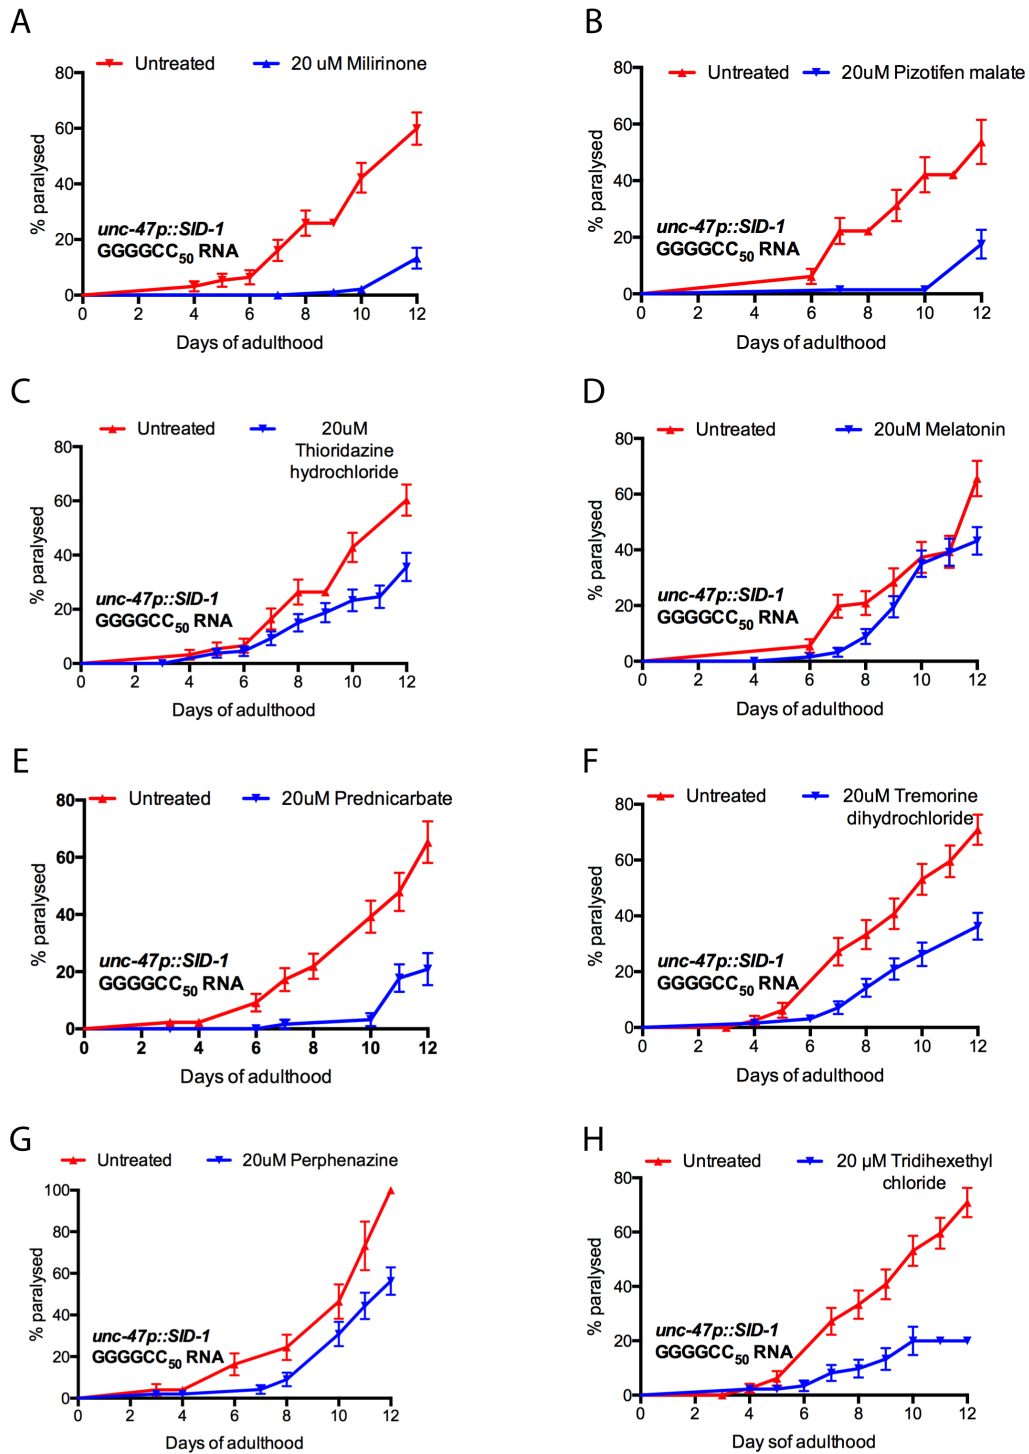 A
Untreated
20 uM Milirinone
80
60
40
20
0
% paralysed
unc-47p::SID-1
GGGGCC50 RNA
0 2 4 6 8 10 12
Days of adulthood
B
Untreated
20uM Pizotifen malate
80
60
40
20
0
% paralysed
unc-47p::SID-1
GGGGCC50 RNA
0 2 4 6 8 10 12
Days of adulthood
C
Untreated
20uM
Thioridazine
hydrochloride
80
60
40
20
0
% paralysed
unc-47p::SID-1
GGGGCC50 RNA
0 2 4 6 8 10 12
Days of adulthood
D
Untreated
20uM Melatonin
80
60
40
20
0
% paralysed
unc-47p::SID-1
GGGGCC50 RNA
0 2 4 6 8 10 12
Days of adulthood
E
Untreated
20uM Prednicarbate
80
60
40
20
0
% paralysed
unc-47p::SID-1
GGGGCC50 RNA
0 2 4 6 8 10 12
Days of adulthood
F
Untreated
20uM Tremorine
dihydrochloride
80
60
40
20
0
% paralysed
unc-47p::SID-1
GGGGCC50 RNA
0 2 4 6 8 10 12
Days of adulthood
G
Untreated
20uM Perphenazine
100
80
60
40
20
0
% paralysed
unc-47p::SID-1
GGGGCC50 RNA
0 2 4 6 8 10 12
Days of adulthood
H
Untreated
20 µM Tridihexethyl
chloride
80
60
40
20
0
% paralysed
unc-47p::SID-1
GGGGCC50 RNA
0 2 4 6 8 10 12
Day sof adulthood